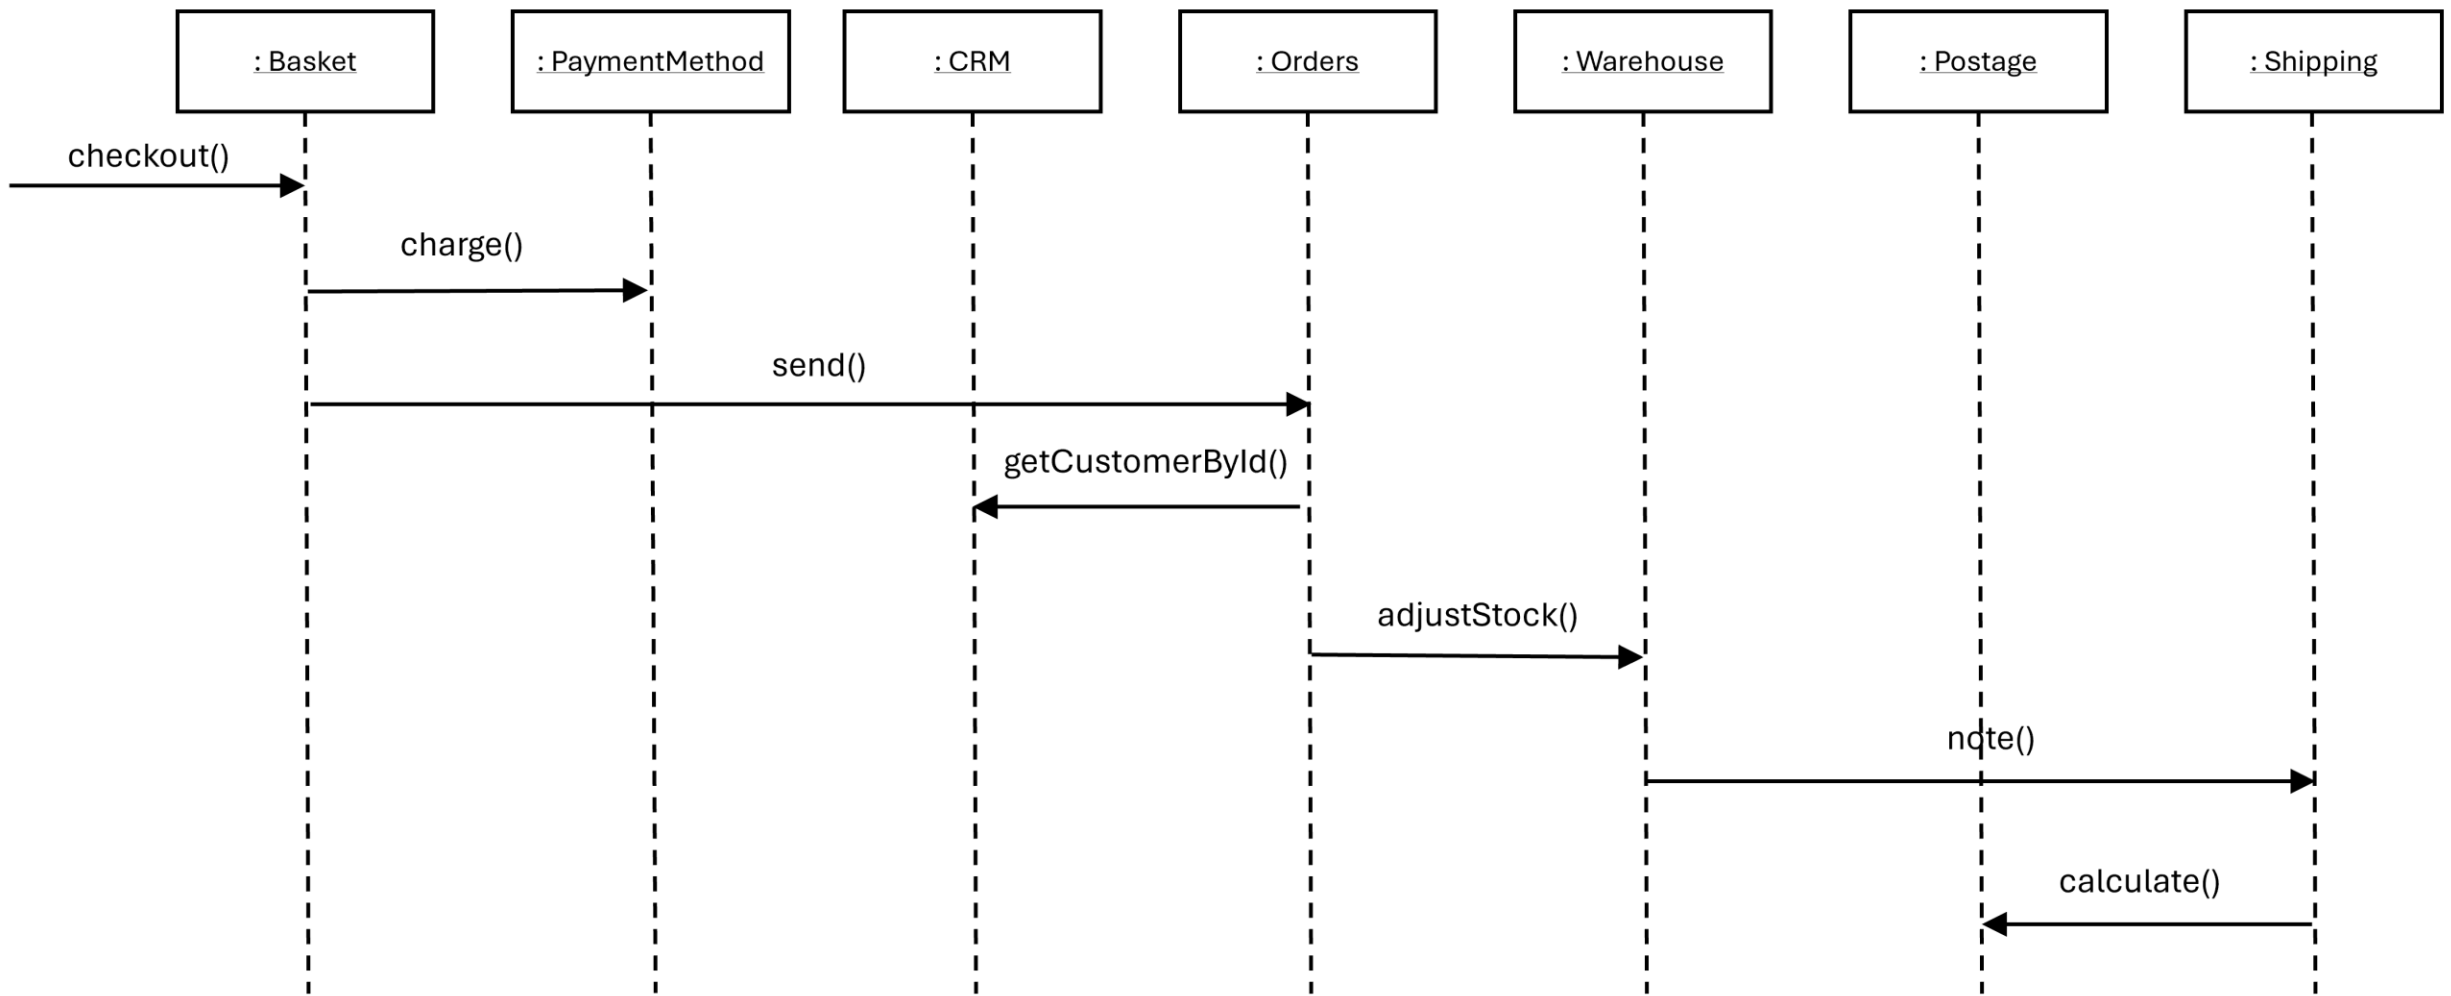 : Basket
: PaymentMethod
: CRM
: Orders
: Warehouse
: Postage
: Shipping
checkout()
charge()
send()
getCustomerById()
adjustStock()
note()
calculate()